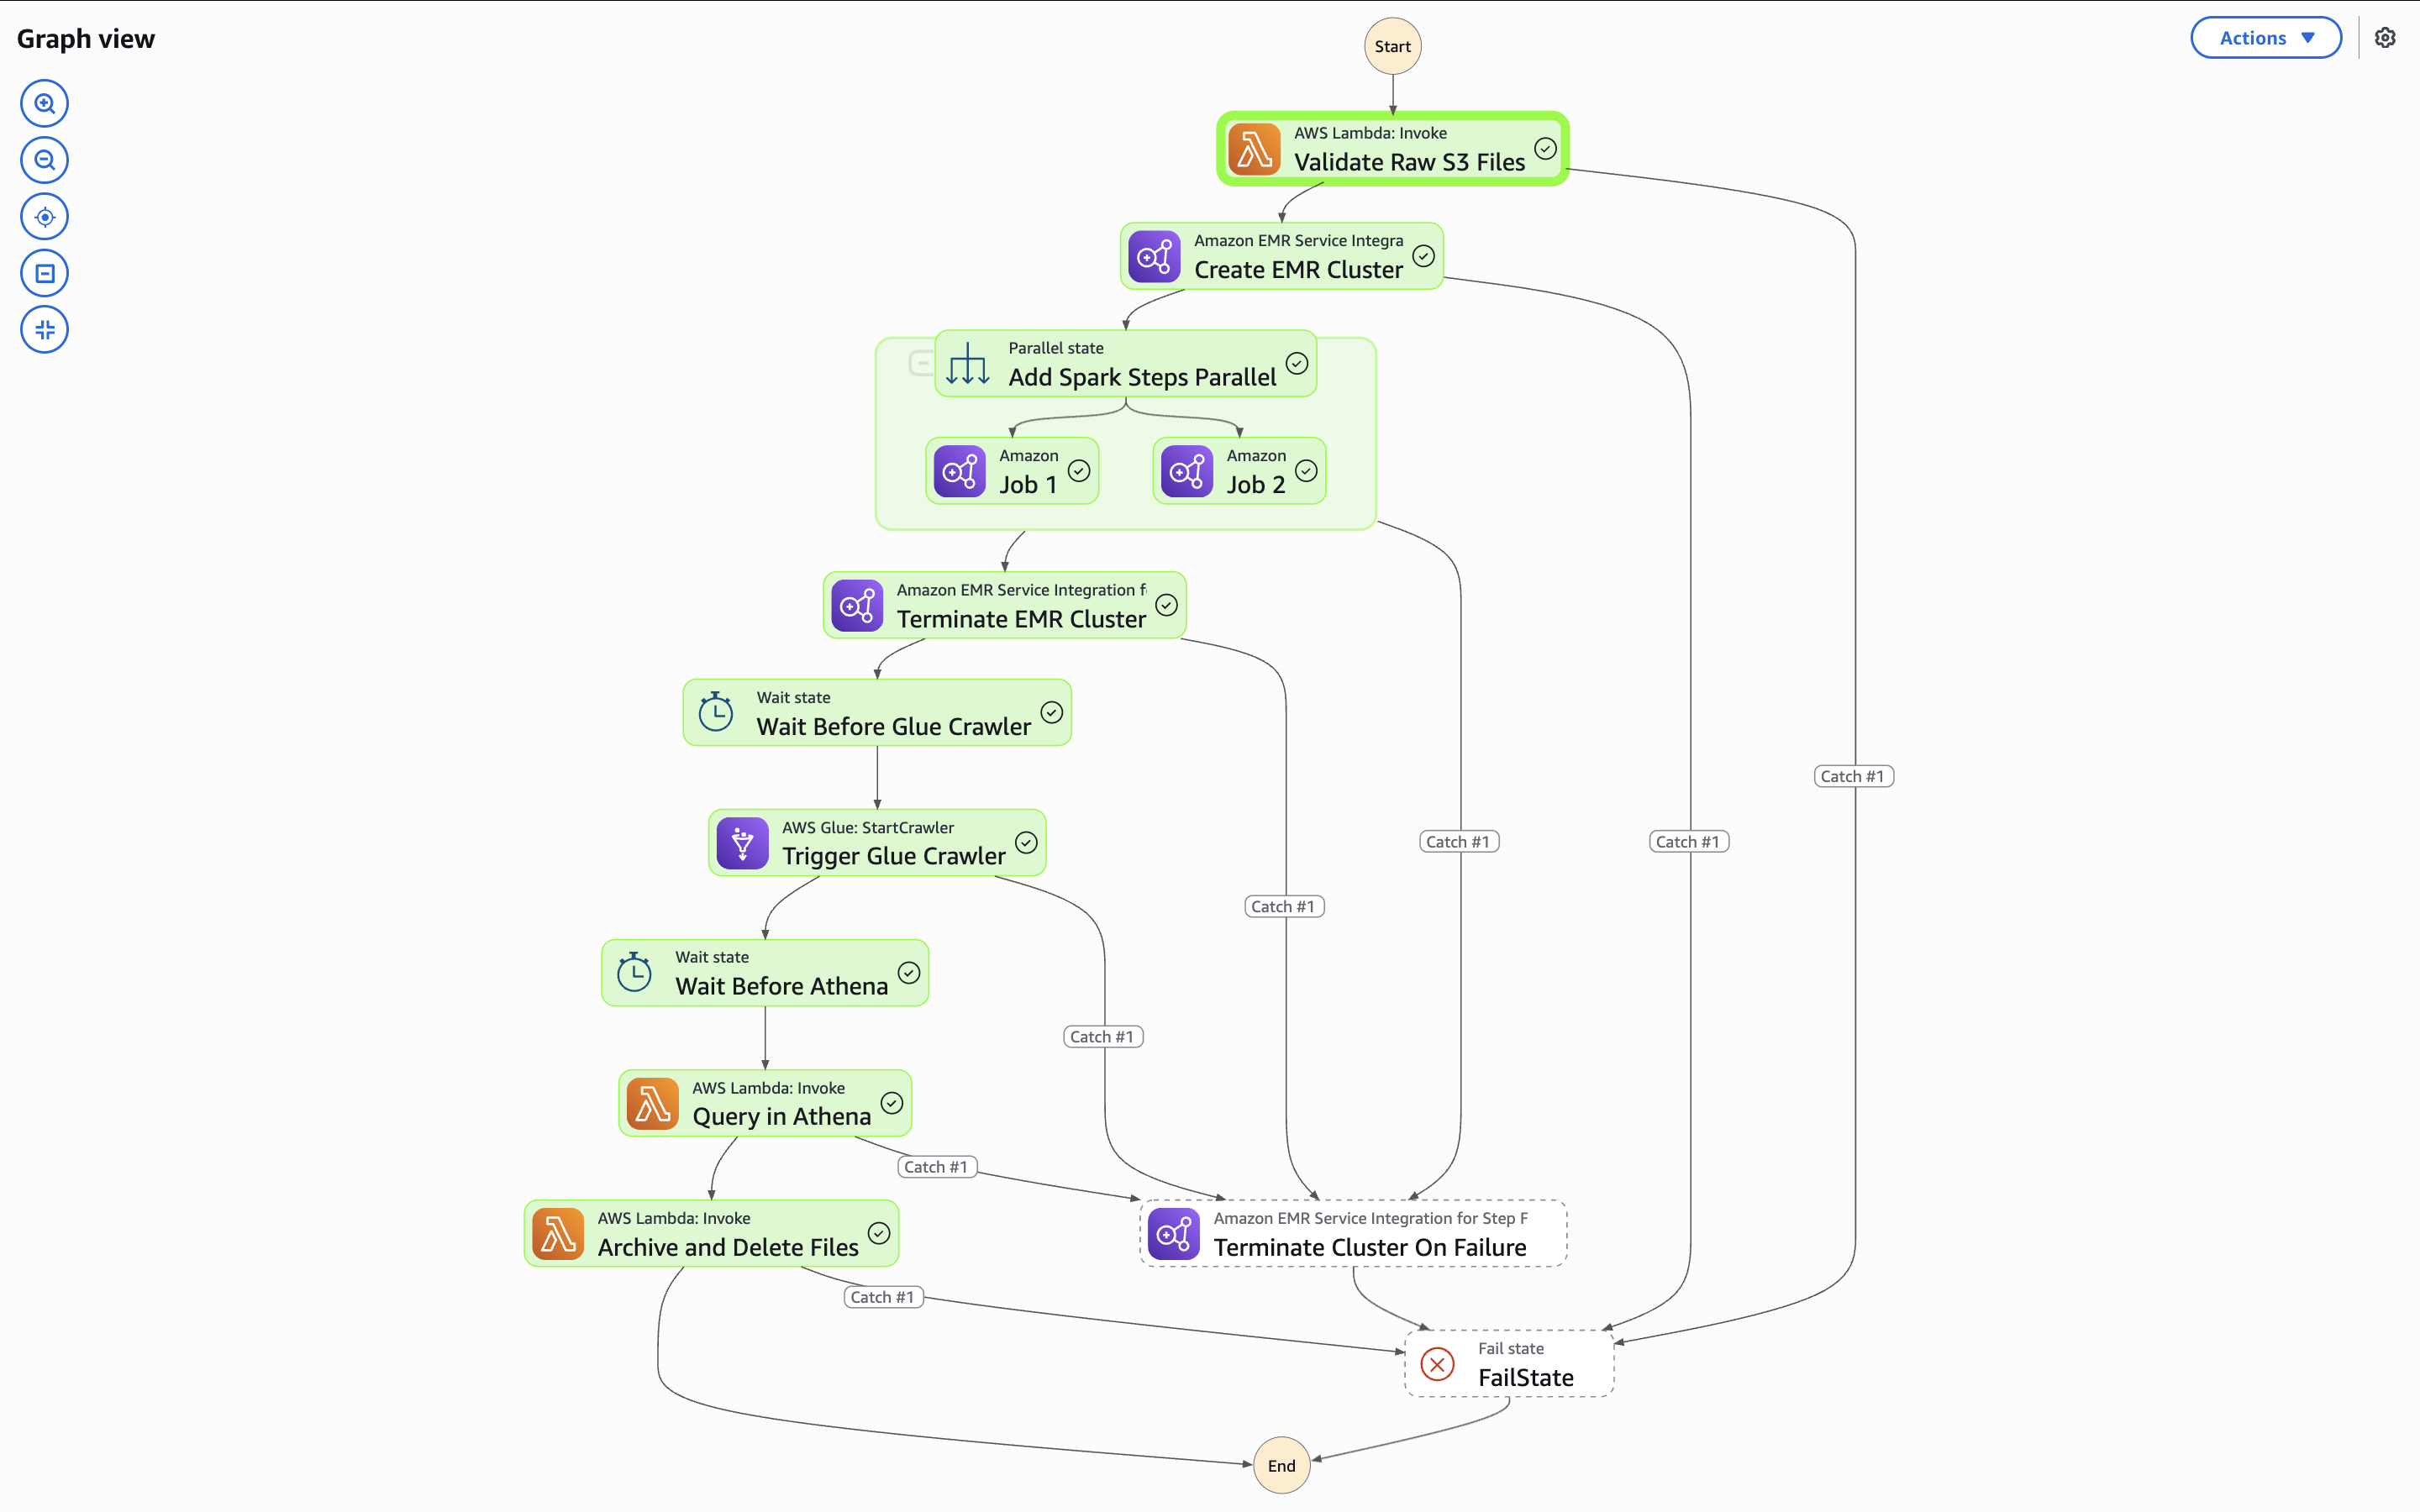 Graph view
Actions
Start
AWS Lambda: Invoke
Validate Raw S3 Files
Amazon EMR Service Integra
Create EMR Cluster
Parallel state
Add Spark Steps Parallel
Amazon
Job 1
Amazon
Job 2
Amazon EMR Service Integration f
Terminate EMR Cluster
Wait state
Wait Before Glue Crawler
Catch #1
AWS Glue: StartCrawler
Trigger Glue Crawler
Catch #1
Catch #1
Catch #1
Wait state
Wait Before Athena
Catch #1
AWS Lambda: Invoke
Query in Athena
Catch #1
AWS Lambda: Invoke
Archive and Delete Files
Amazon EMR Service Integration for Step F
Terminate Cluster On Failure
Catch #1
Fail state
FailState
End